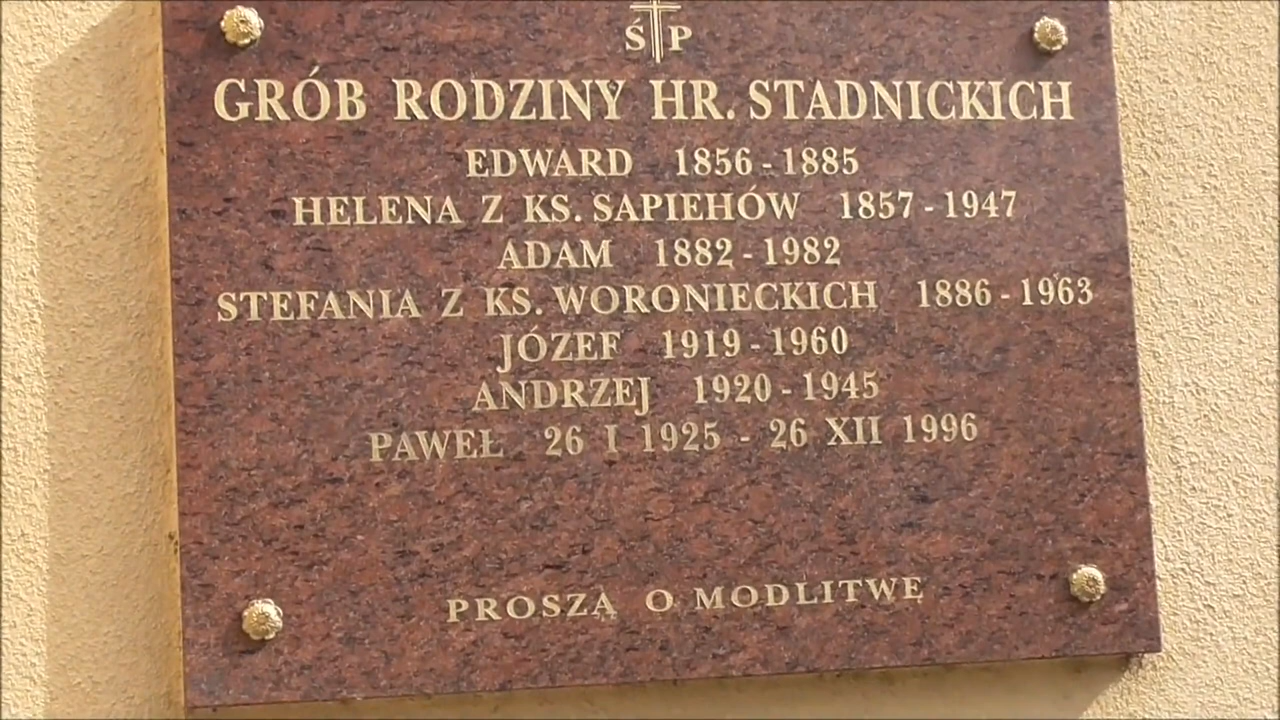 Ś P
GRÓB RODZINY HR. STADNICKICH
EDWARD 1856 - 1885
HELENA Z KS. SAPIEHÓW 1857 - 1947
ADAM 1882 - 1982
STEFANIA Z KS. WORONIECKICH 1886 - 1963
JÓZEF 1919 - 1960
ANDRZEJ 1920 - 1945
PAWEŁ 26 I 1925 - 26 XII 1996
PROSZĄ O MODLITWĘ